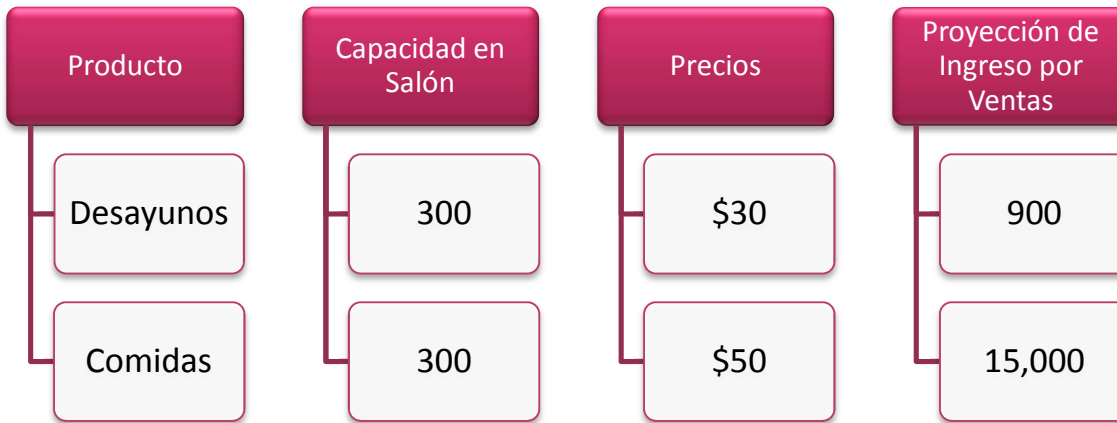 Producto
Desayunos
Comidas
Capacidad en
Salón
300
300
Precios
$30
$50
Proyección de
Ingreso por
Ventas
900
15,000